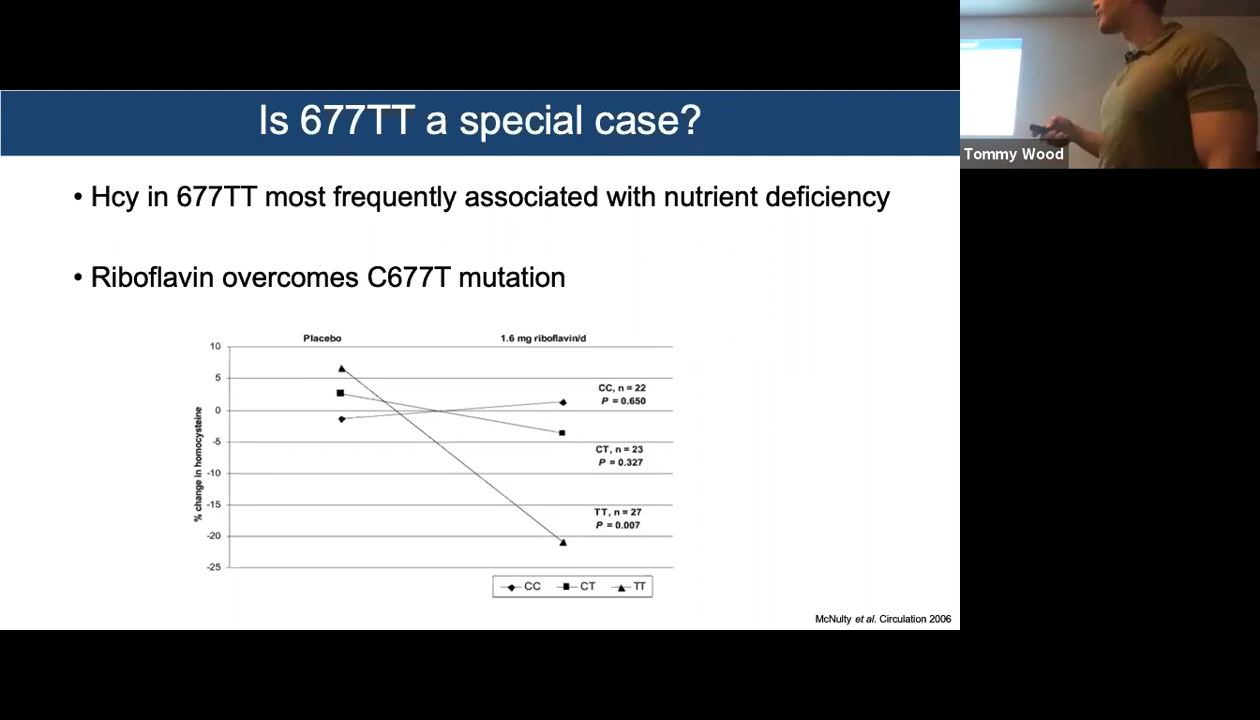 Is 677TT a special case?
Tommy Wood
• Hcy in 677TT most frequently associated with nutrient deficiency
• Riboflavin overcomes C677T mutation
Placebo
1.6 mg riboflavin/d
10
5
0
-5
-10
-15
-20
-25
% change in homocysteine
CC, n = 22
P = 0.650
CT, n = 23
P = 0.327
TT, n = 27
P = 0.007
CC
CT
TT
McNulty et al. Circulation 2006